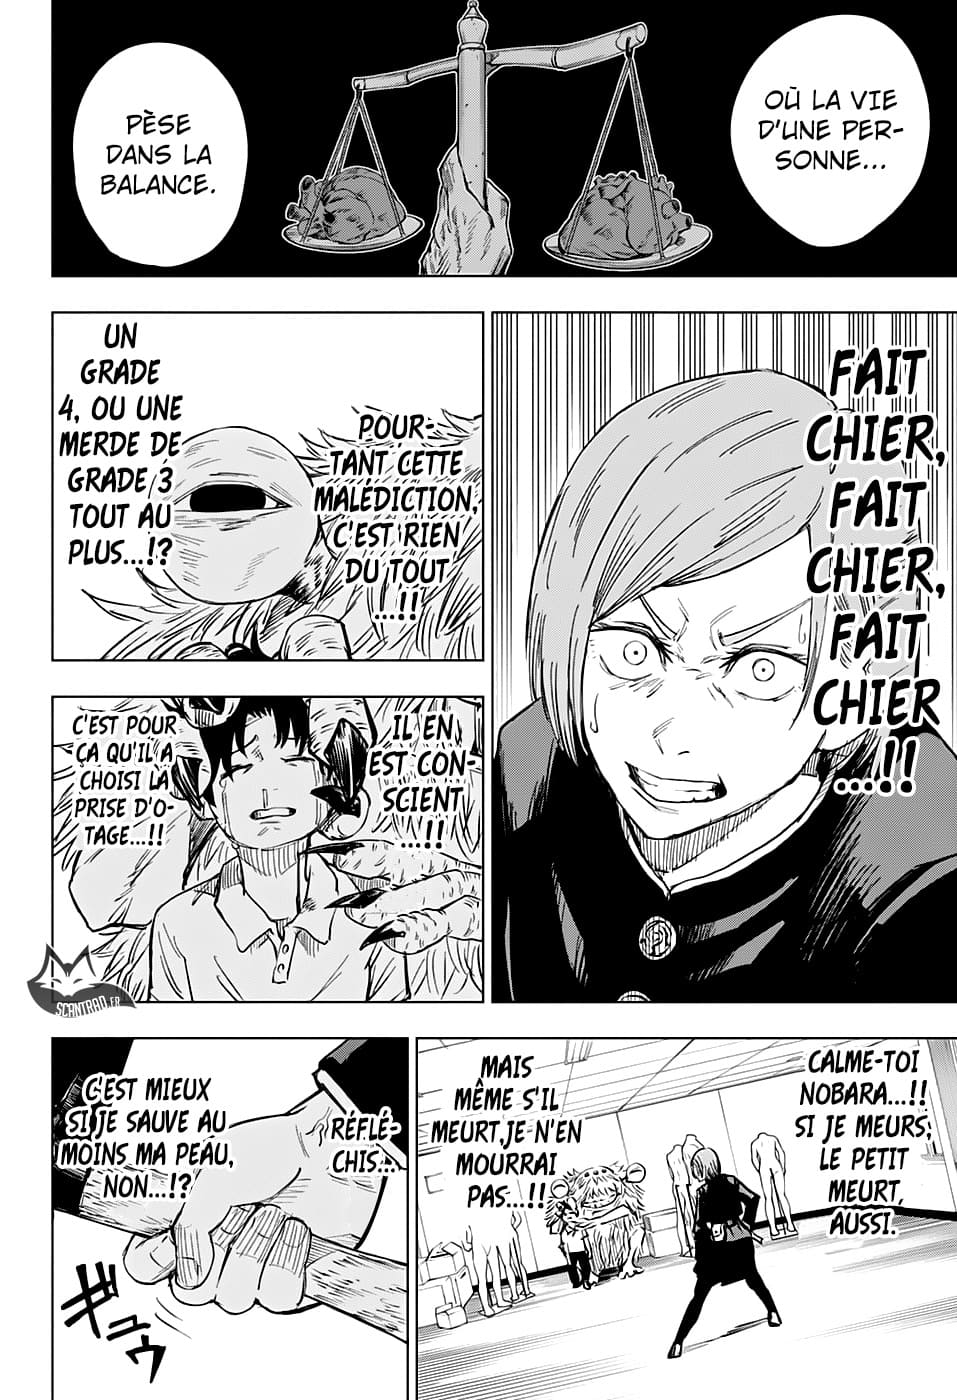 OÙ LA VIE
D'UNE PER-
SONNE...
PÈSE
DANS LA
BALANCE.
FAIT
CHIER,
FAIT
CHIER,
FAIT
CHIER
...!!
POUR-
TANT CETTE
MALÉDICTION,
C'EST RIEN
DU TOUT
...!!
UN
GRADE
4, OU UNE
MERDE DE
GRADE 3
TOUT AU
PLUS...!?
IL EN
EST CON-
SCIENT
...!!
C'EST POUR
ÇA QU'IL A
CHOISI LA
PRISE D'O-
TAGE...!!
SCANTRAD.FR
CALME-TOI
NOBARA...!!
SI JE MEURS,
LE PETIT
MEURT,
AUSSI.
MAIS
MÊME S'IL
MEURT,JE N'EN
MOURRAI
PAS...!!
RÉFLÉ-
CHIS...
C'EST MIEUX
SI JE SAUVE AU
MOINS MA PEAU,
NON...!?
ギュウ